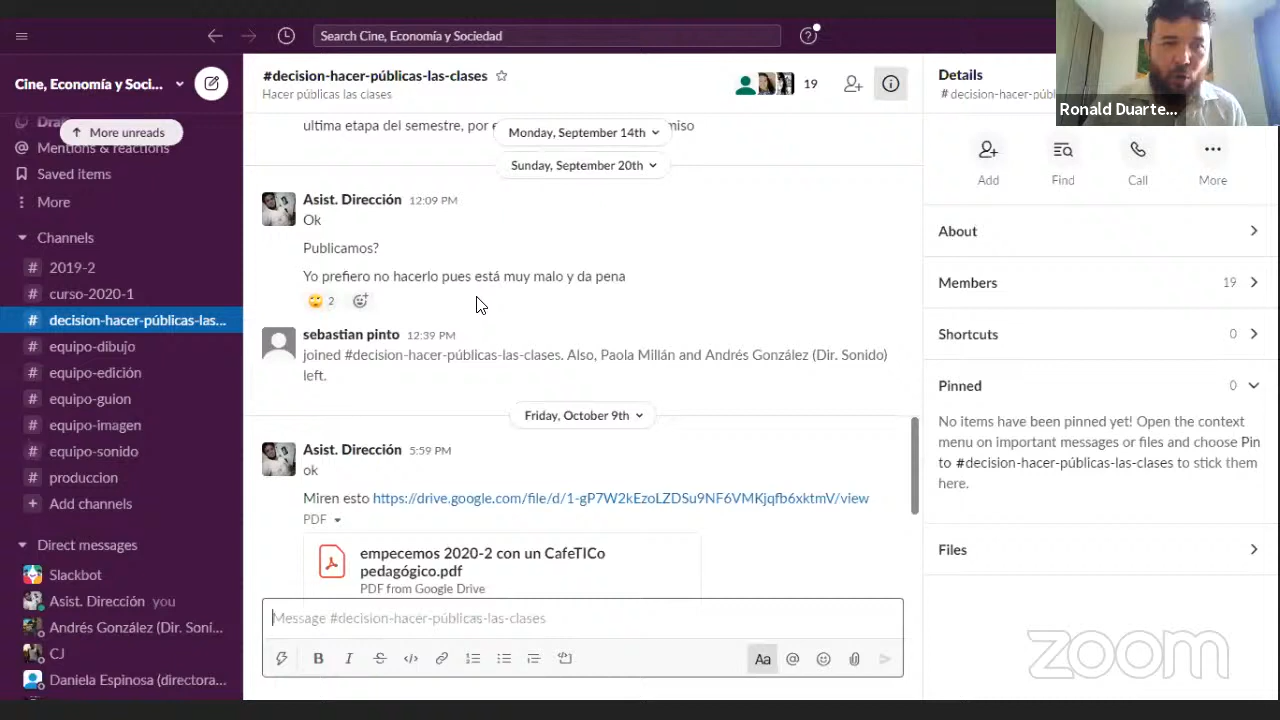 Search Cine, Economía y Sociedad
Cine, Economía y Soci...
More unreads
Mentions & reactions
Saved items
More
Channels
# 2019-2
# curso-2020-1
# decision-hacer-públicas-las...
# equipo-dibujo
# equipo-edición
# equipo-guion
# equipo-imagen
# equipo-sonido
# produccion
+ Add channels
Direct messages
Slackbot
Asist. Dirección you
Andrés González (Dir. Soni...
CJ
Daniela Espinosa (directora...
#decision-hacer-públicas-las-clases
Hacer públicas las clases
19
ultima etapa del semestre, por
Monday, September 14th
Sunday, September 20th
Asist. Dirección 12:09 PM
Ok
Publicamos?
Yo prefiero no hacerlo pues está muy malo y da pena
2
sebastian pinto 12:39 PM
joined #decision-hacer-públicas-las-clases. Also, Paola Millán and Andrés González (Dir. Sonido)
left.
Friday, October 9th
Asist. Dirección 5:59 PM
ok
Miren esto https://drive.google.com/file/d/1-gP7W2kEzoLZDSu9NF6VMKjqfb6xktmV/view
PDF
empecemos 2020-2 con un CafeTICo
pedagógico.pdf
PDF from Google Drive
Message #decision-hacer-públicas-las-clases
B I S </> Aa @
Details
# decision-hacer-púb
Add
Find
Call
More
About
Members 19
Shortcuts 0
Pinned 0
No items have been pinned yet! Open the context
menu on important messages or files and choose Pin
to #decision-hacer-públicas-las-clases to stick them
here.
Files
Ronald Duarte...
zoom